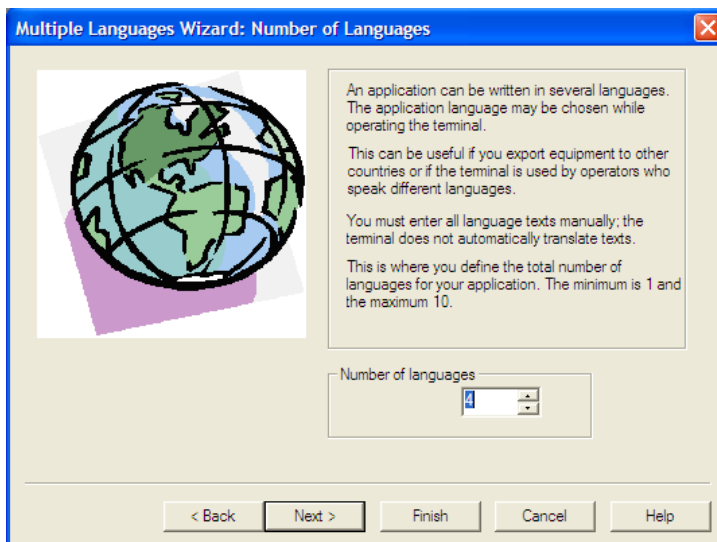 Multiple Languages Wizard: Number of Languages
An application can be written in several languages.
The application language may be chosen while
operating the terminal.
This can be useful if you export equipment to other
countries or if the terminal is used by operators who
speak different languages.
You must enter all language texts manually; the
terminal does not automatically translate texts.
This is where you define the total number of
languages for your application. The minimum is 1 and
the maximum 10.
Number of languages
4
< Back Next > Finish Cancel Help